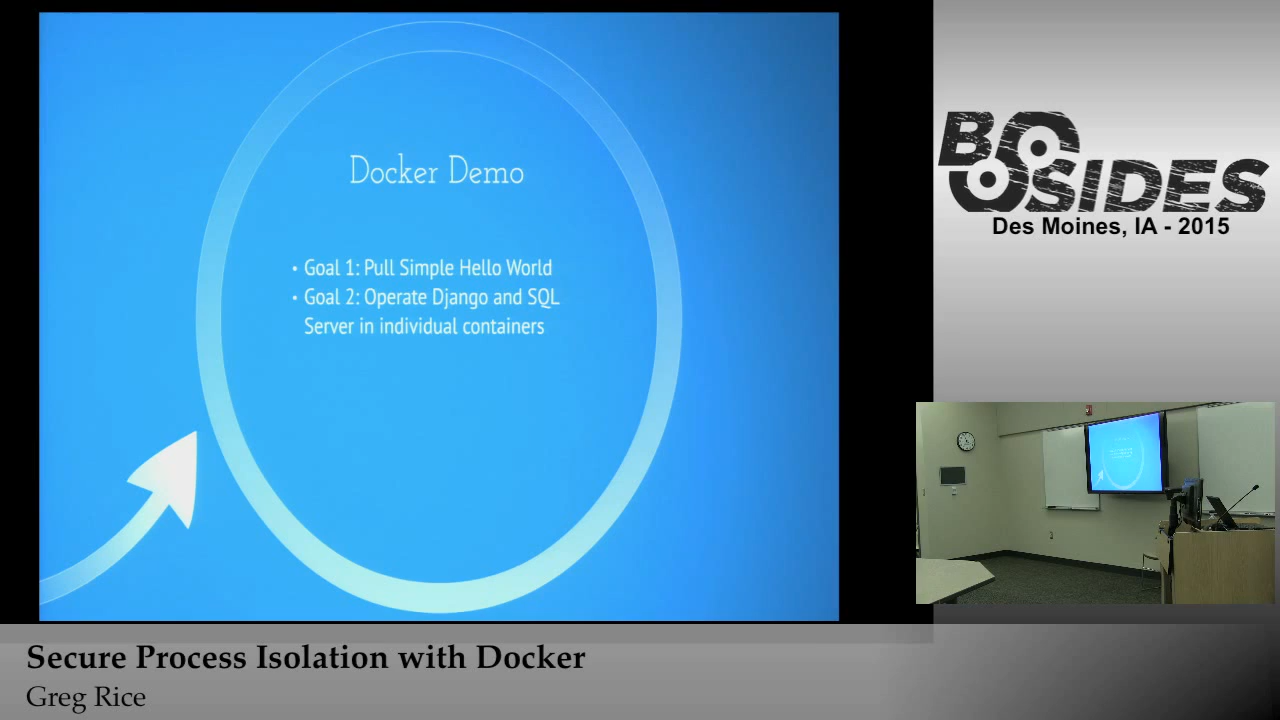 Docker Demo
• Goal 1: Pull Simple Hello World
• Goal 2: Operate Django and SQL
Server in individual containers
BSIDES
Des Moines, IA - 2015
Secure Process Isolation with Docker
Greg Rice